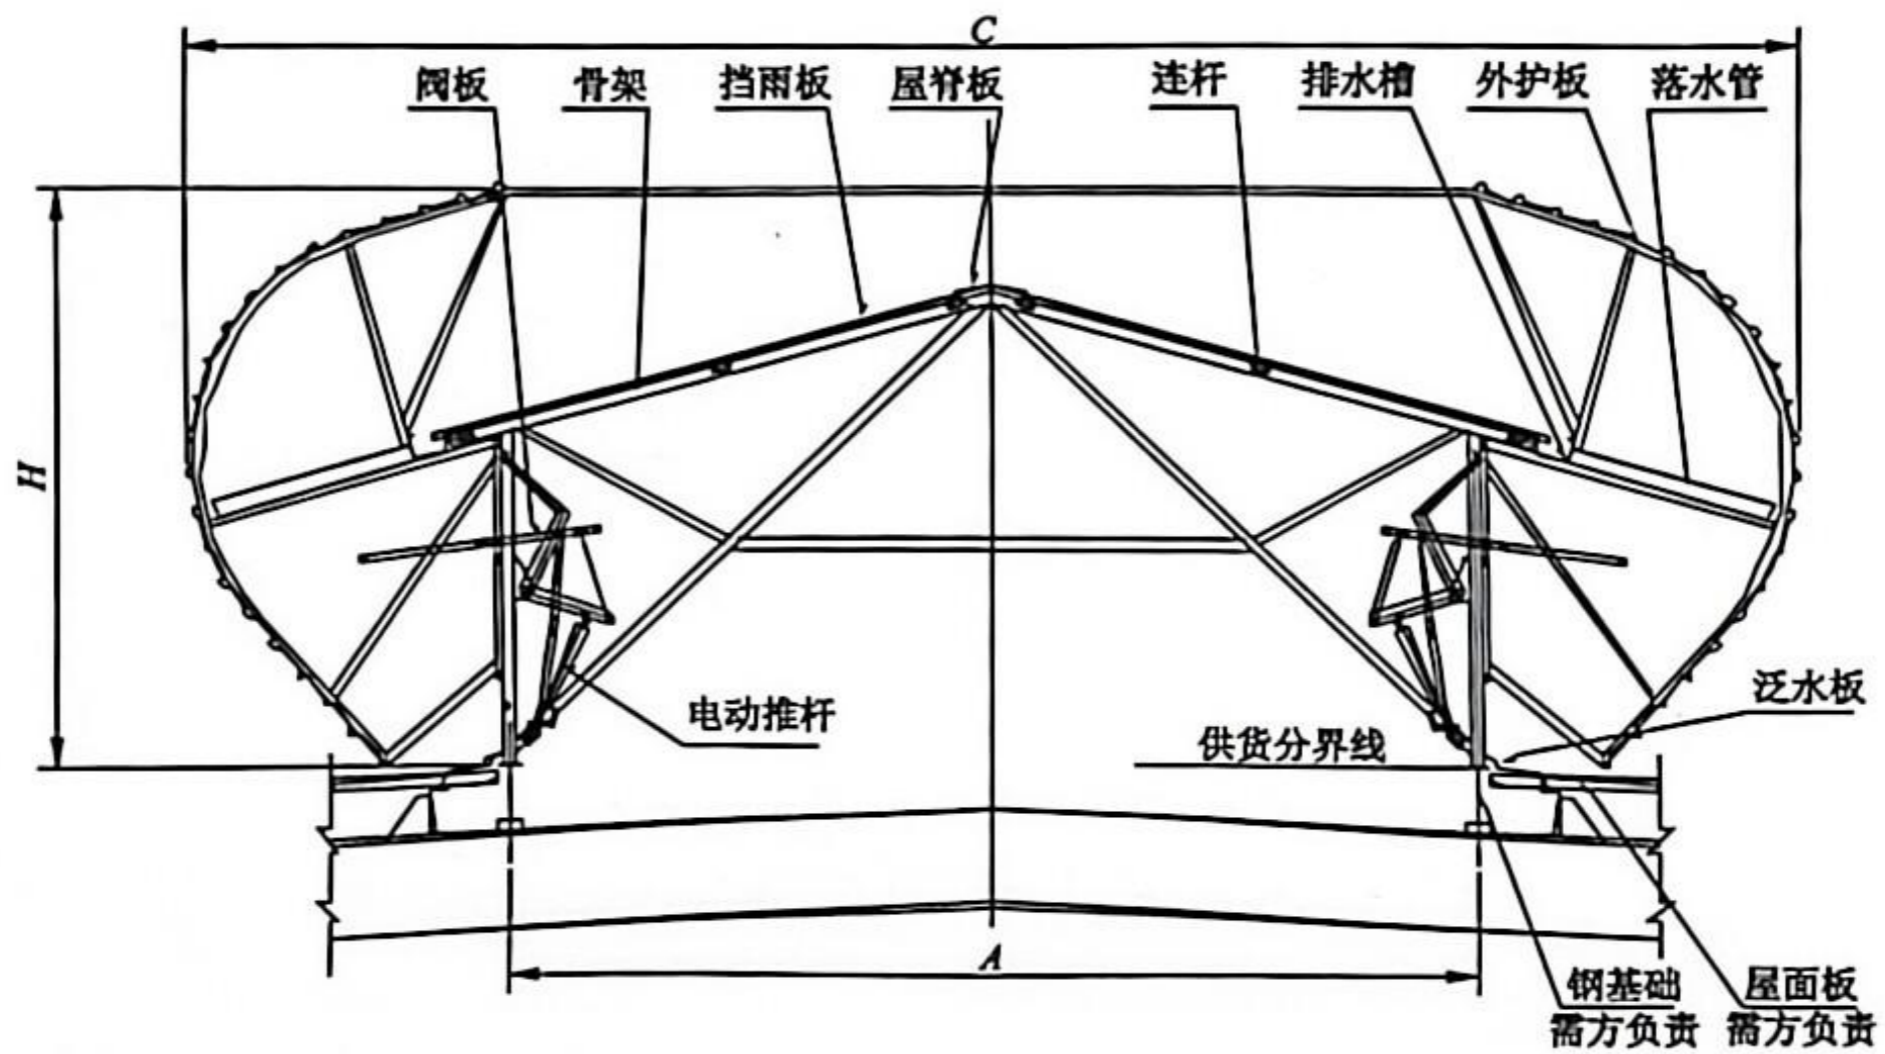 C
阀板 骨架 挡雨板 屋脊板 连杆 排水槽 外护板 落水管
H
泛水板
电动推杆
供货分界线
A
钢基础 屋面板
需方负责 需方负责